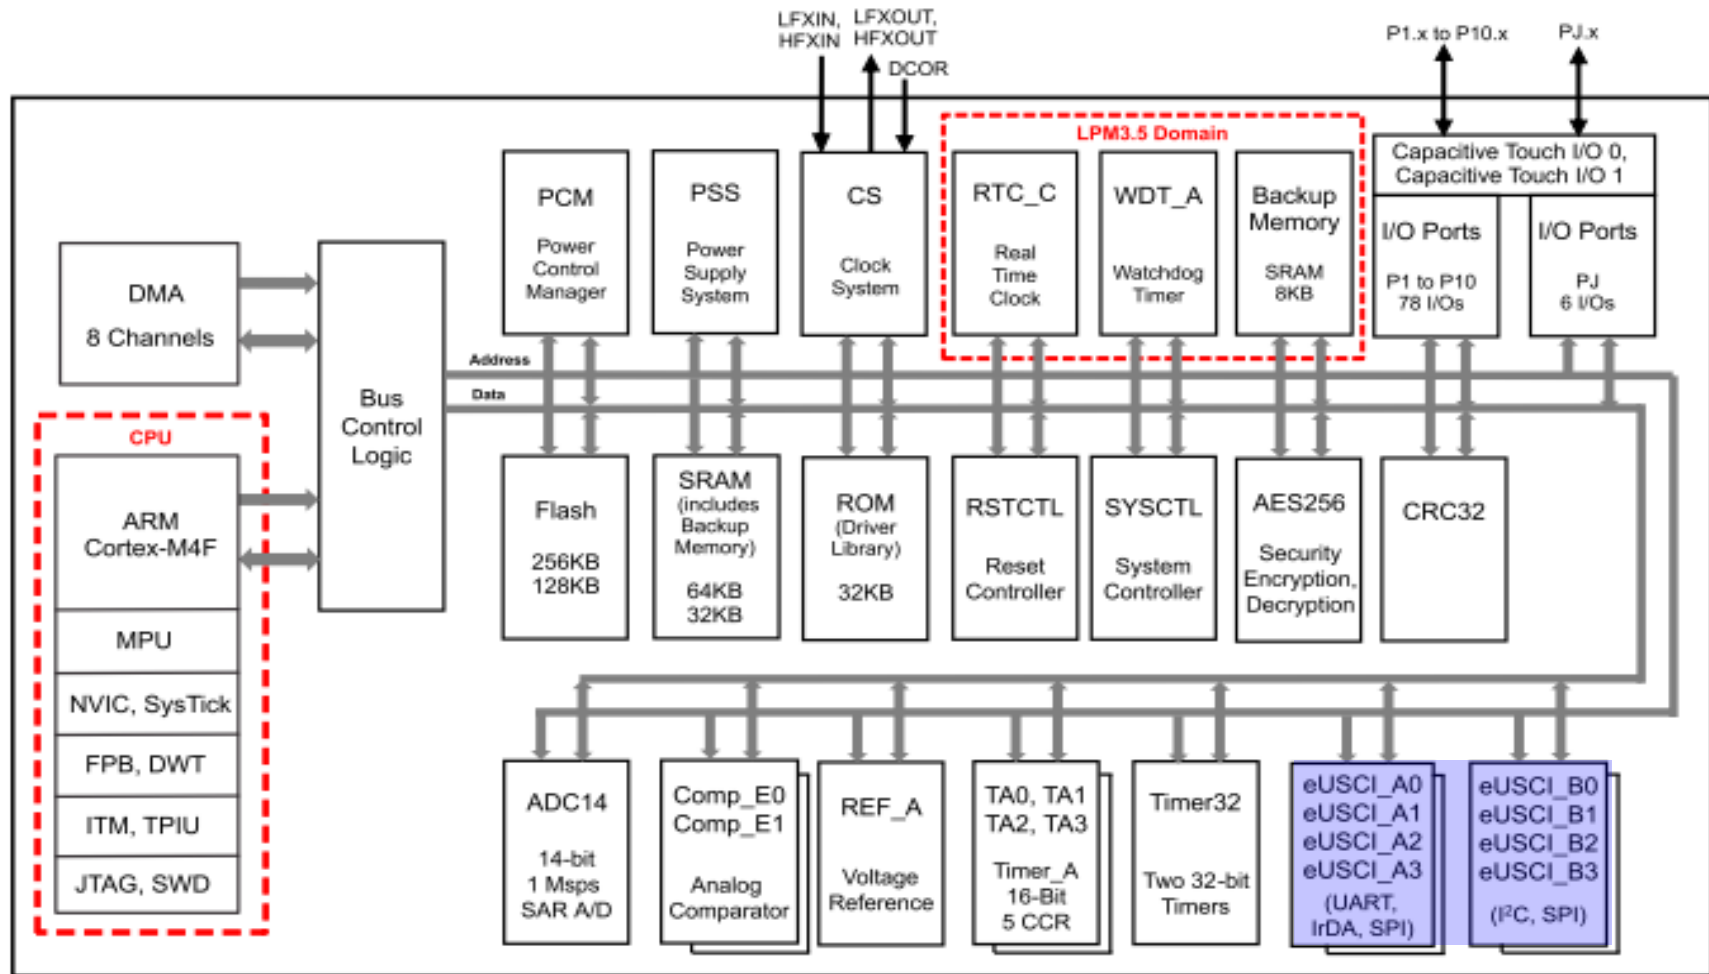 LFXIN,
HFXIN
LFXOUT,
HFXOUT
DCOR
P1.x to P10.x
PJ.x
LPM3.5 Domain
Capacitive Touch I/O 0,
Capacitive Touch I/O 1
PCM
Power
Control
Manager
PSS
Power
Supply
System
CS
Clock
System
RTC_C
Real
Time
Clock
WDT_A
Watchdog
Timer
Backup
Memory
SRAM
8KB
I/O Ports
P1 to P10
78 I/Os
I/O Ports
PJ
6 I/Os
DMA
8 Channels
Bus
Control
Logic
Address
Data
CPU
ARM
Cortex-M4F
MPU
NVIC, SysTick
FPB, DWT
ITM, TPIU
JTAG, SWD
Flash
256KB
128KB
SRAM
(includes
Backup
Memory)
64KB
32KB
ROM
(Driver
Library)
32KB
RSTCTL
Reset
Controller
SYSCTL
System
Controller
AES256
Security
Encryption,
Decryption
CRC32
ADC14
14-bit
1 Msps
SAR A/D
Comp_E0
Comp_E1
Analog
Comparator
REF_A
Voltage
Reference
TA0, TA1
TA2, TA3
Timer_A
16-Bit
5 CCR
Timer32
Two 32-bit
Timers
eUSCI_A0
eUSCI_A1
eUSCI_A2
eUSCI_A3
(UART,
IrDA, SPI)
eUSCI_B0
eUSCI_B1
eUSCI_B2
eUSCI_B3
(I²C, SPI)